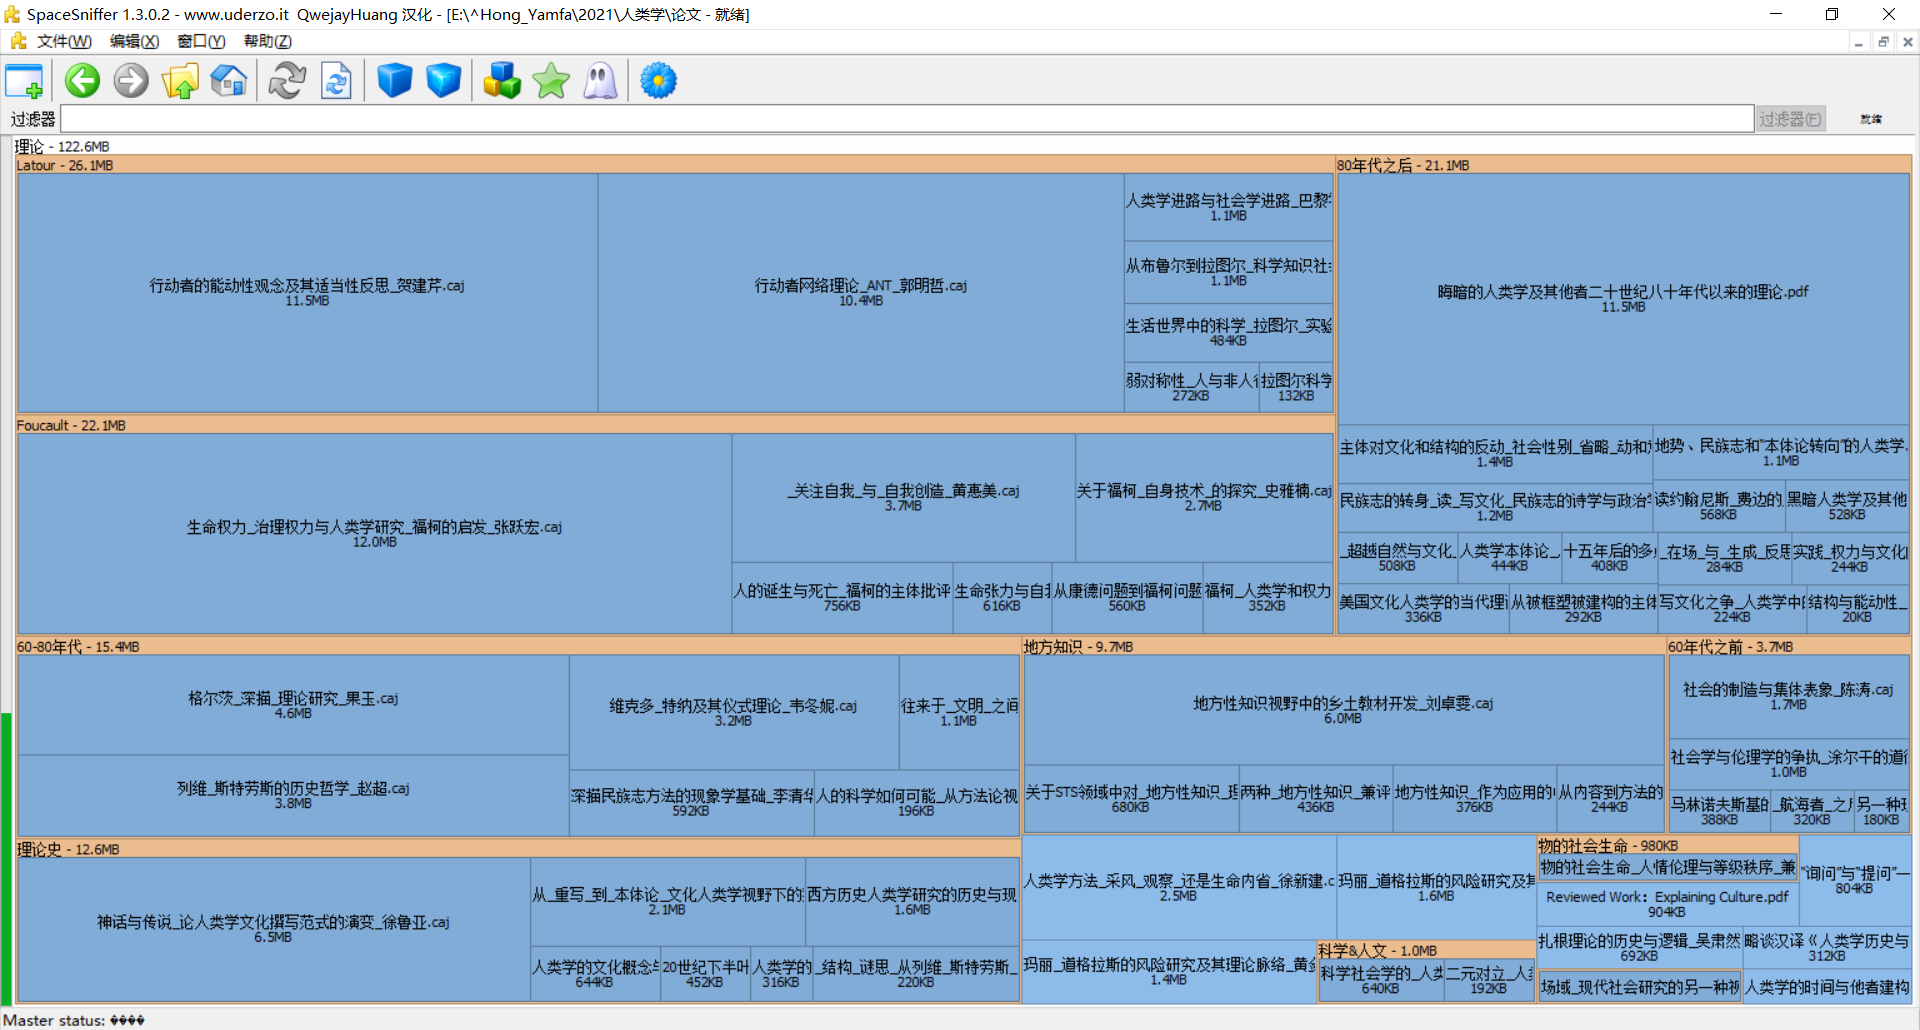 SpaceSniffer 1.3.0.2 - www.uderzo.it  QwejayHuang 汉化 - [E:\^Hong_Yamfa\2021\人类学\论文 - 就绪]
文件(W) 编辑(X) 窗口(Y) 帮助(Z)
过滤器 过滤器(F) 就绪
理论 - 122.6MB
Latour - 26.1MB
行动者的能动性观念及其适当性反思_贺建芹.caj
11.5MB
行动者网络理论_ANT_郭明哲.caj
10.4MB
人类学进路与社会学进路_巴黎
1.1MB
从布鲁尔到拉图尔_科学知识社
1.1MB
生活世界中的科学_拉图尔_实验
484KB
弱对称性_人与非人
272KB
拉图尔科学
132KB
80年代之后 - 21.1MB
晦暗的人类学及其他者二十世纪八十年代以来的理论.pdf
11.5MB
主体对文化和结构的反动_社会性别_省略_动和
1.4MB
地势、民族志和“本体论转向”的人类学.
1.1MB
民族志的转身_读_写文化_民族志的诗学与政治
1.2MB
读约翰尼斯_费边的_
568KB
黑暗人类学及其他
528KB
_超越自然与文化_
508KB
人类学本体论_
444KB
十五年后的多
408KB
_在场_与_生成_反思
284KB
实践_权力与文化
244KB
美国文化人类学的当代理
336KB
从被框塑被建构的主体
292KB
写文化之争_人类学中
224KB
结构与能动性_
20KB
Foucault - 22.1MB
生命权力_治理权力与人类学研究_福柯的启发_张跃宏.caj
12.0MB
_关注自我_与_自我创造_黄惠美.caj
3.7MB
关于福柯_自身技术_的探究_史雅楠.caj
2.7MB
人的诞生与死亡_福柯的主体批评
756KB
生命张力与自
616KB
从康德问题到福柯问题
560KB
福柯_人类学和权力
352KB
60-80年代 - 15.4MB
格尔茨_深描_理论研究_果玉.caj
4.6MB
列维_斯特劳斯的历史哲学_赵超.caj
3.8MB
维克多_特纳及其仪式理论_韦冬妮.caj
3.2MB
往来于_文明_之间
1.1MB
深描民族志方法的现象学基础_李清华
592KB
人的科学如何可能_从方法论视
196KB
地方知识 - 9.7MB
地方性知识视野中的乡土教材开发_刘卓雯.caj
6.0MB
关于STS领域中对_地方性知识_理
680KB
两种_地方性知识_兼评
436KB
地方性知识_作为应用的
376KB
从内容到方法的
244KB
60年代之前 - 3.7MB
社会的制造与集体表象_陈涛.caj
1.7MB
社会学与伦理学的争执_涂尔干的道
1.0MB
马林诺夫斯基的
388KB
_航海者_之
320KB
另一种
180KB
理论史 - 12.6MB
神话与传说_论人类学文化撰写范式的演变_徐鲁亚.caj
6.5MB
从_重写_到_本体论_文化人类学视野下的
2.1MB
西方历史人类学研究的历史与现
1.6MB
人类学的文化概念与
644KB
20世纪下半叶
452KB
人类学的
316KB
_结构_谜思_从列维_斯特劳斯_
220KB
人类学方法_采风_观察_还是生命内省_徐新建.c
2.5MB
玛丽_道格拉斯的风险研究及其
1.6MB
玛丽_道格拉斯的风险研究及其理论脉络_黄
1.4MB
科学&人文 - 1.0MB
科学社会学的_人类
640KB
二元对立_人类
192KB
物的社会生命 - 980KB
物的社会生命_人情伦理与等级秩序_兼
Reviewed Work: Explaining Culture.pdf
904KB
“询问”与“提问”—
804KB
扎根理论的历史与逻辑_吴肃然
692KB
略谈汉译《人类学历史与
312KB
场域_现代社会研究的另一种视
人类学的时间与他者建构
Master status: ����